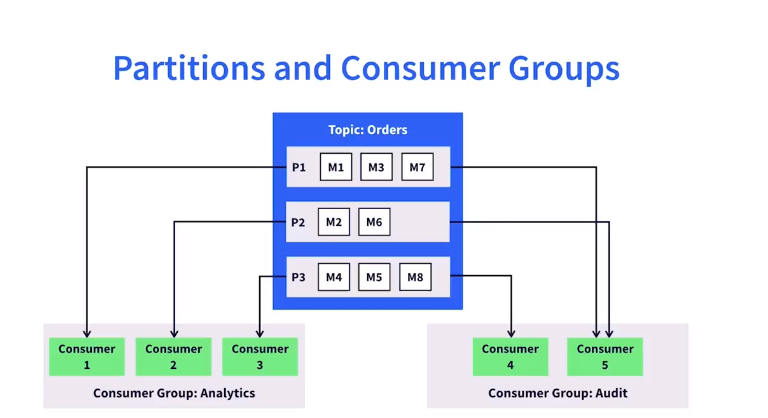 Partitions and Consumer Groups
Topic: Orders
P1 M1 M3 M7
P2 M2 M6
P3 M4 M5 M8
Consumer
1
Consumer
2
Consumer
3
Consumer Group: Analytics
Consumer
4
Consumer
5
Consumer Group: Audit